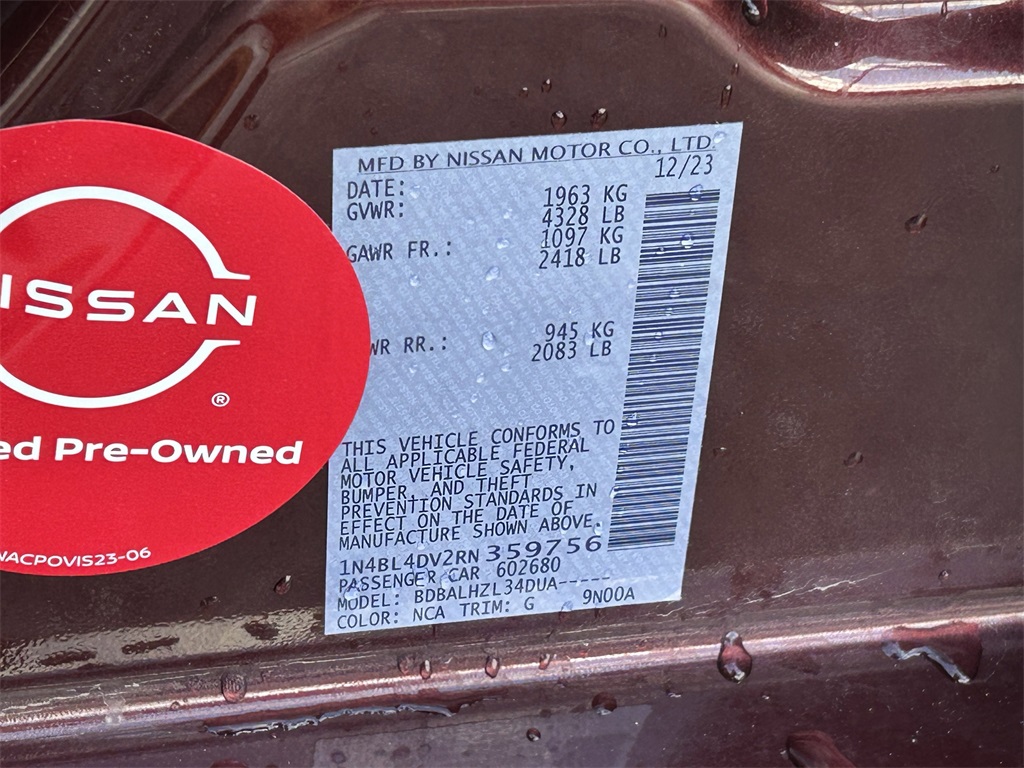 NISSAN
®
ed Pre-Owned
NACPOVIS23-06
MFD BY NISSAN MOTOR CO., LTD.
DATE: 12/23
GVWR: 1963 KG
4328 LB
GAWR FR.: 1097 KG
2418 LB
WR RR.: 945 KG
2083 LB
THIS VEHICLE CONFORMS TO
ALL APPLICABLE FEDERAL
MOTOR VEHICLE SAFETY,
BUMPER, AND THEFT
PREVENTION STANDARDS IN
EFFECT ON THE DATE OF
MANUFACTURE SHOWN ABOVE.
1N4BL4DV2RN359756
PASSENGER CAR 602680
MODEL: BDBALHZL34DUA-----
COLOR: NCA TRIM: G 9N00A